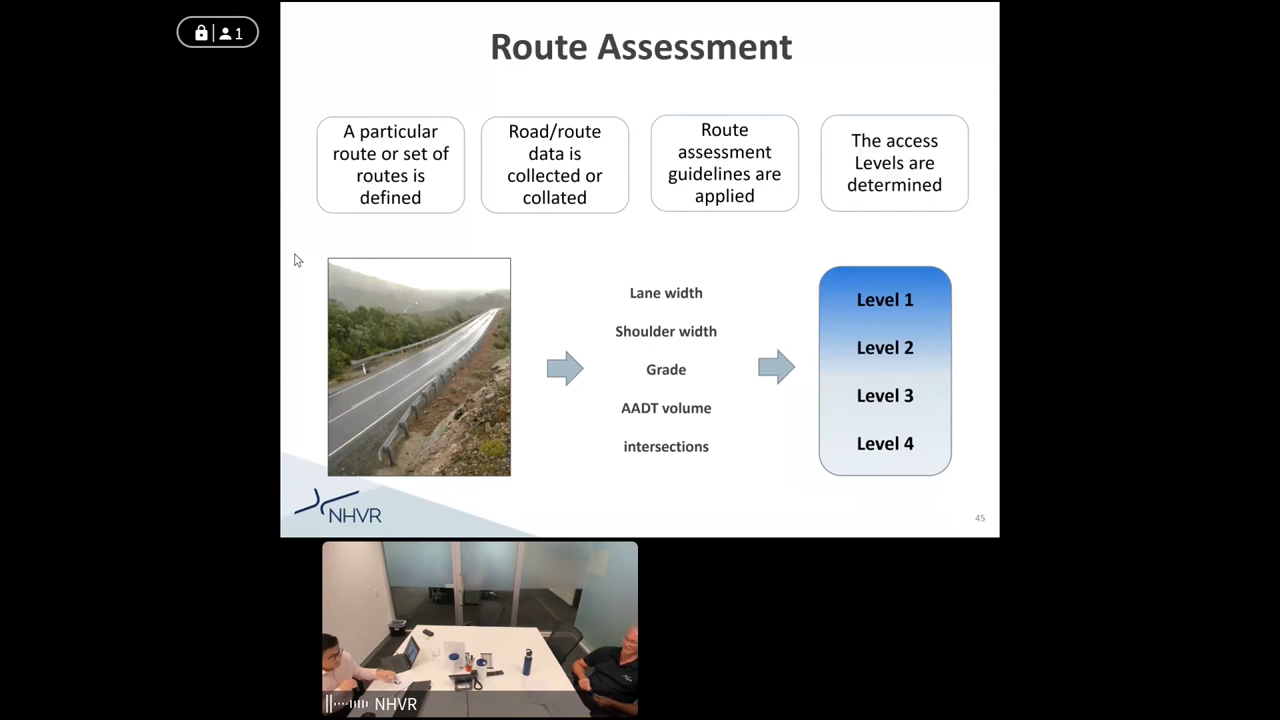 1
Route Assessment
A particular
route or set of
routes is
defined
Road/route
data is
collected or
collated
Route
assessment
guidelines are
applied
The access
Levels are
determined
Lane width
Shoulder width
Grade
AADT volume
intersections
Level 1
Level 2
Level 3
Level 4
NHVR
45
NHVR